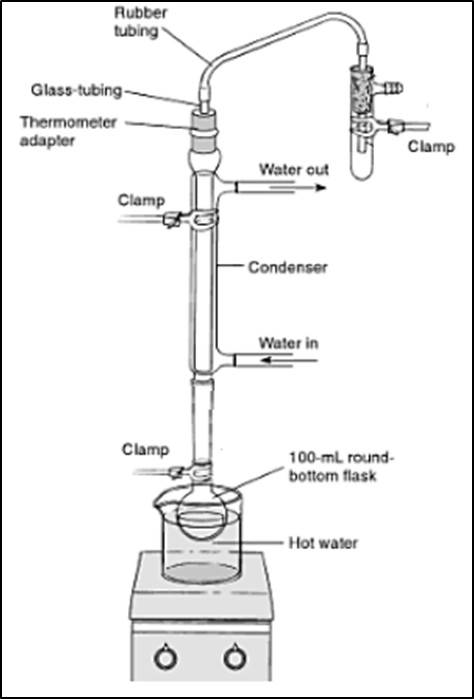 Rubber
tubing
Glass-tubing
Thermometer
adapter
Clamp
Water out
Clamp
Condenser
Water in
Clamp
100-mL round-
bottom flask
Hot water